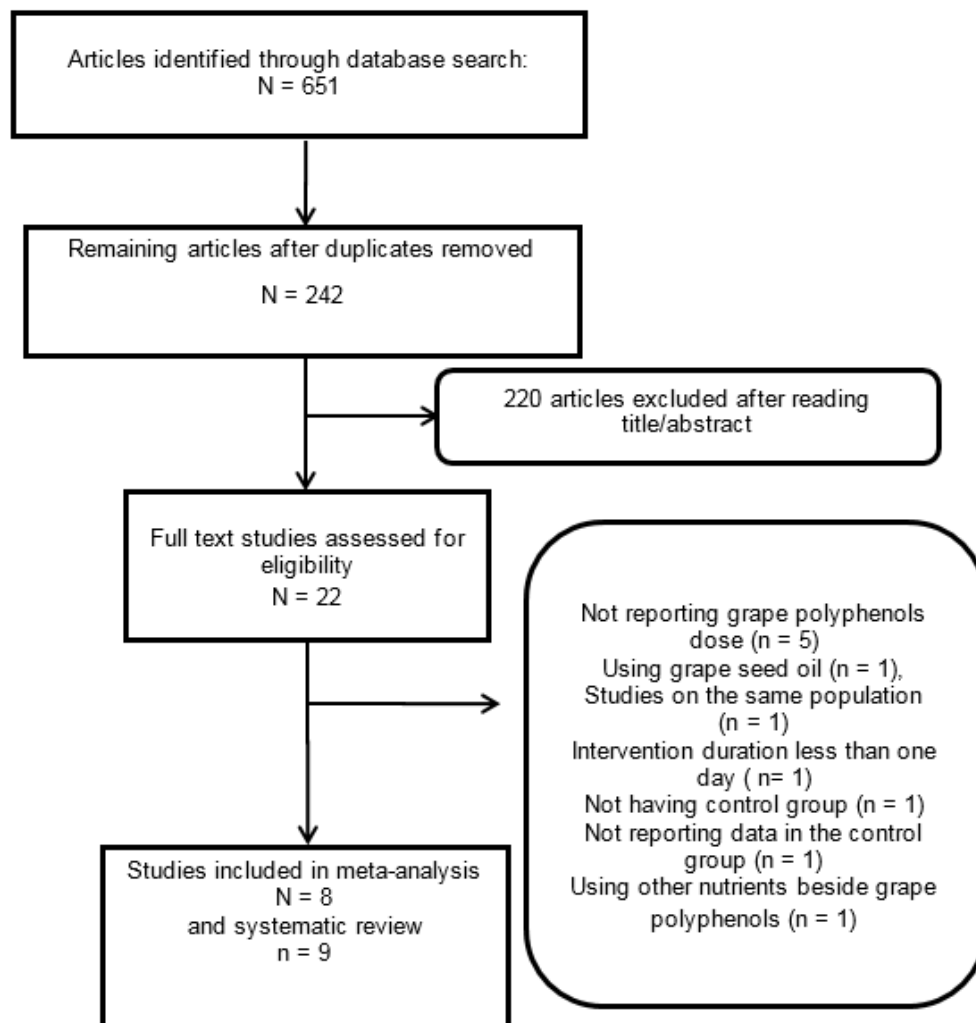 Articles identified through database search:
N = 651
Remaining articles after duplicates removed
N = 242
220 articles excluded after reading
title/abstract
Full text studies assessed for
eligibility
N = 22
Not reporting grape polyphenols
dose (n = 5)
Using grape seed oil (n = 1),
Studies on the same population
(n = 1)
Intervention duration less than one
day ( n= 1)
Not having control group (n = 1)
Not reporting data in the control
group (n = 1)
Using other nutrients beside grape
polyphenols (n = 1)
Studies included in meta-analysis
N = 8
and systematic review
n = 9